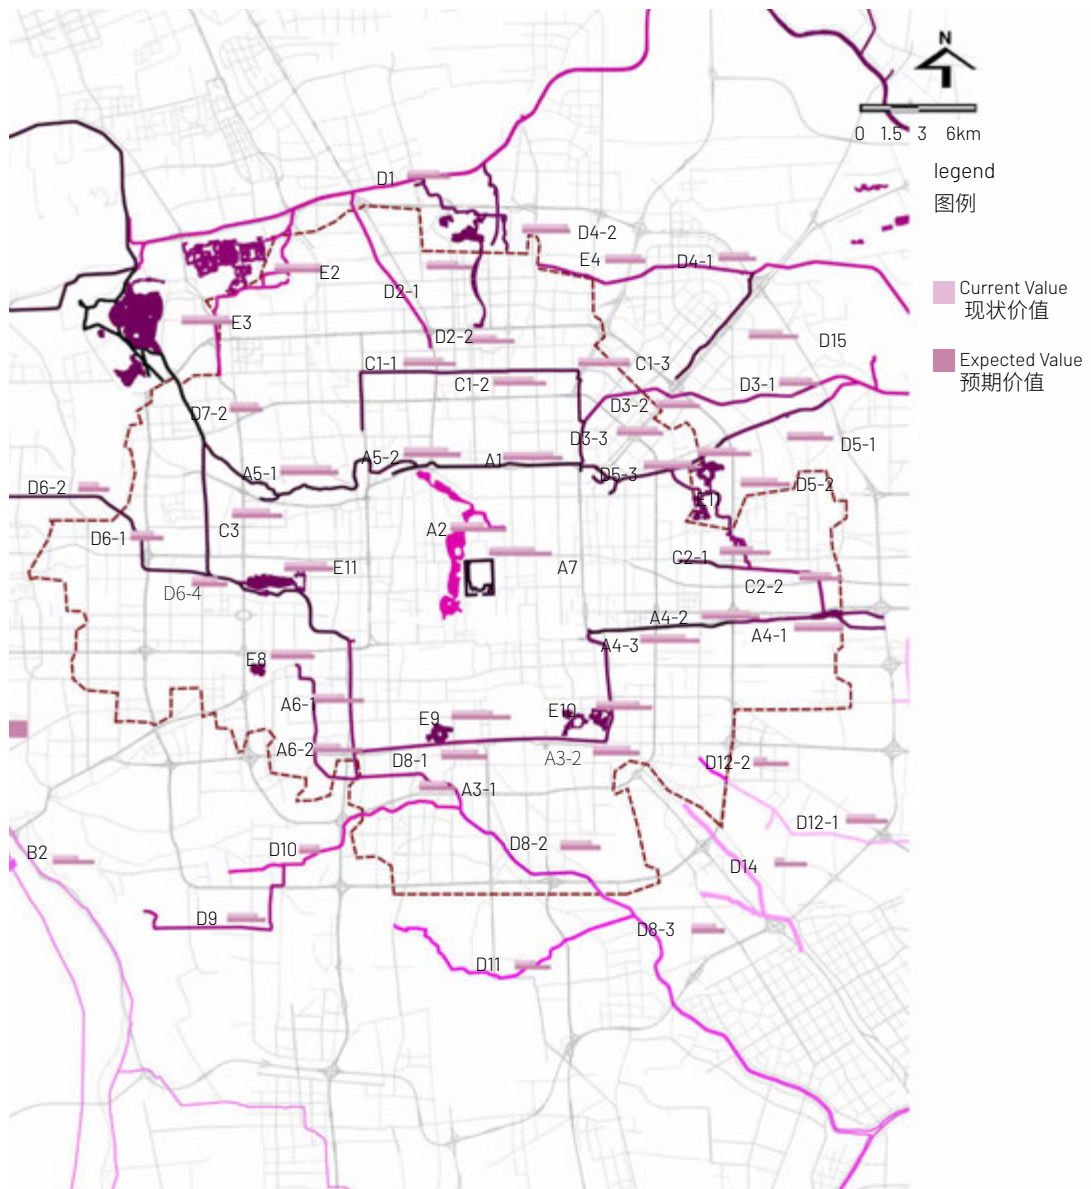 N
0 1.5 3 6km
legend
图例
Current Value
现状价值
Expected Value
预期价值
D1
D4-2
E4
D4-1
E2
D2-1
E3
D2-2
D15
C1-1
C1-3
C1-2
D3-1
D7-2
D3-2
D3-3
D5-1
A5-2
A1
A5-1
D5-3
D5-2
D6-2
E1
C3
A2
D6-1
C2-1
A7
E11
C2-2
D6-4
A4-2
A4-1
A4-3
E8
A6-1
E9
E10
A6-2
D8-1
A3-2
D12-2
A3-1
D12-1
D10
D8-2
B2
D14
D9
D8-3
D11